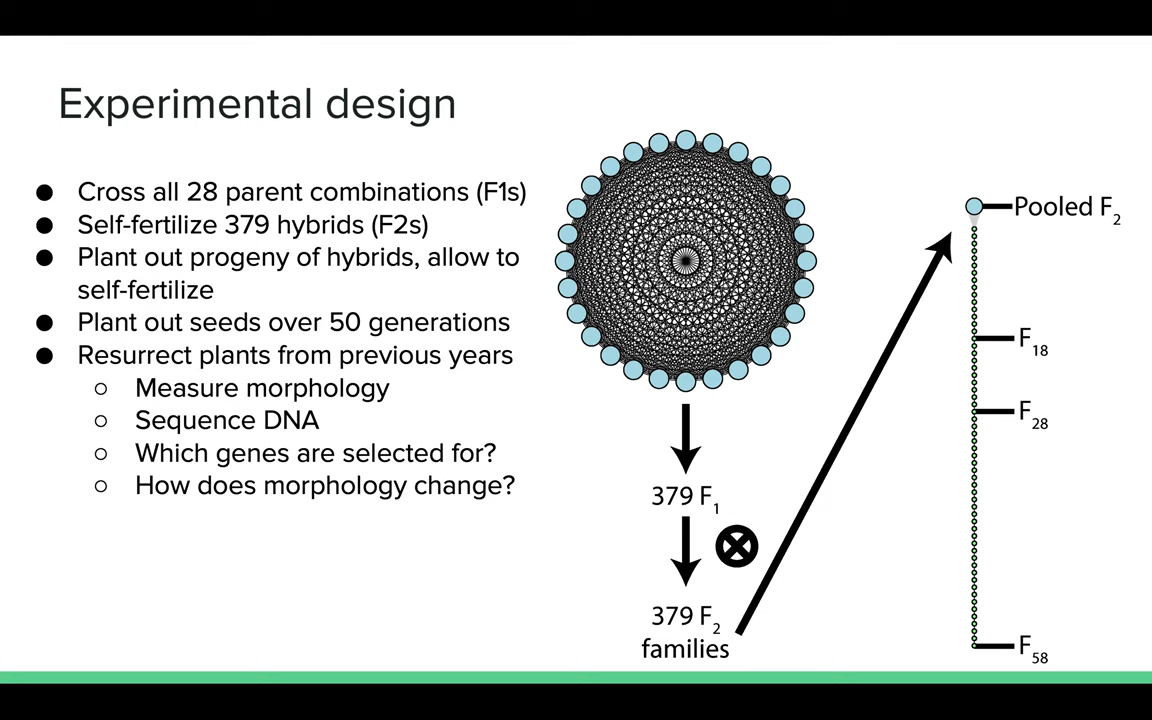 Experimental design
● Cross all 28 parent combinations (F1s)
● Self-fertilize 379 hybrids (F2s)
● Plant out progeny of hybrids, allow to
self-fertilize
● Plant out seeds over 50 generations
● Resurrect plants from previous years
○ Measure morphology
○ Sequence DNA
○ Which genes are selected for?
○ How does morphology change?
379 F₁
379 F₂
families
Pooled F₂
F₁₈
F₂₈
F₅₈